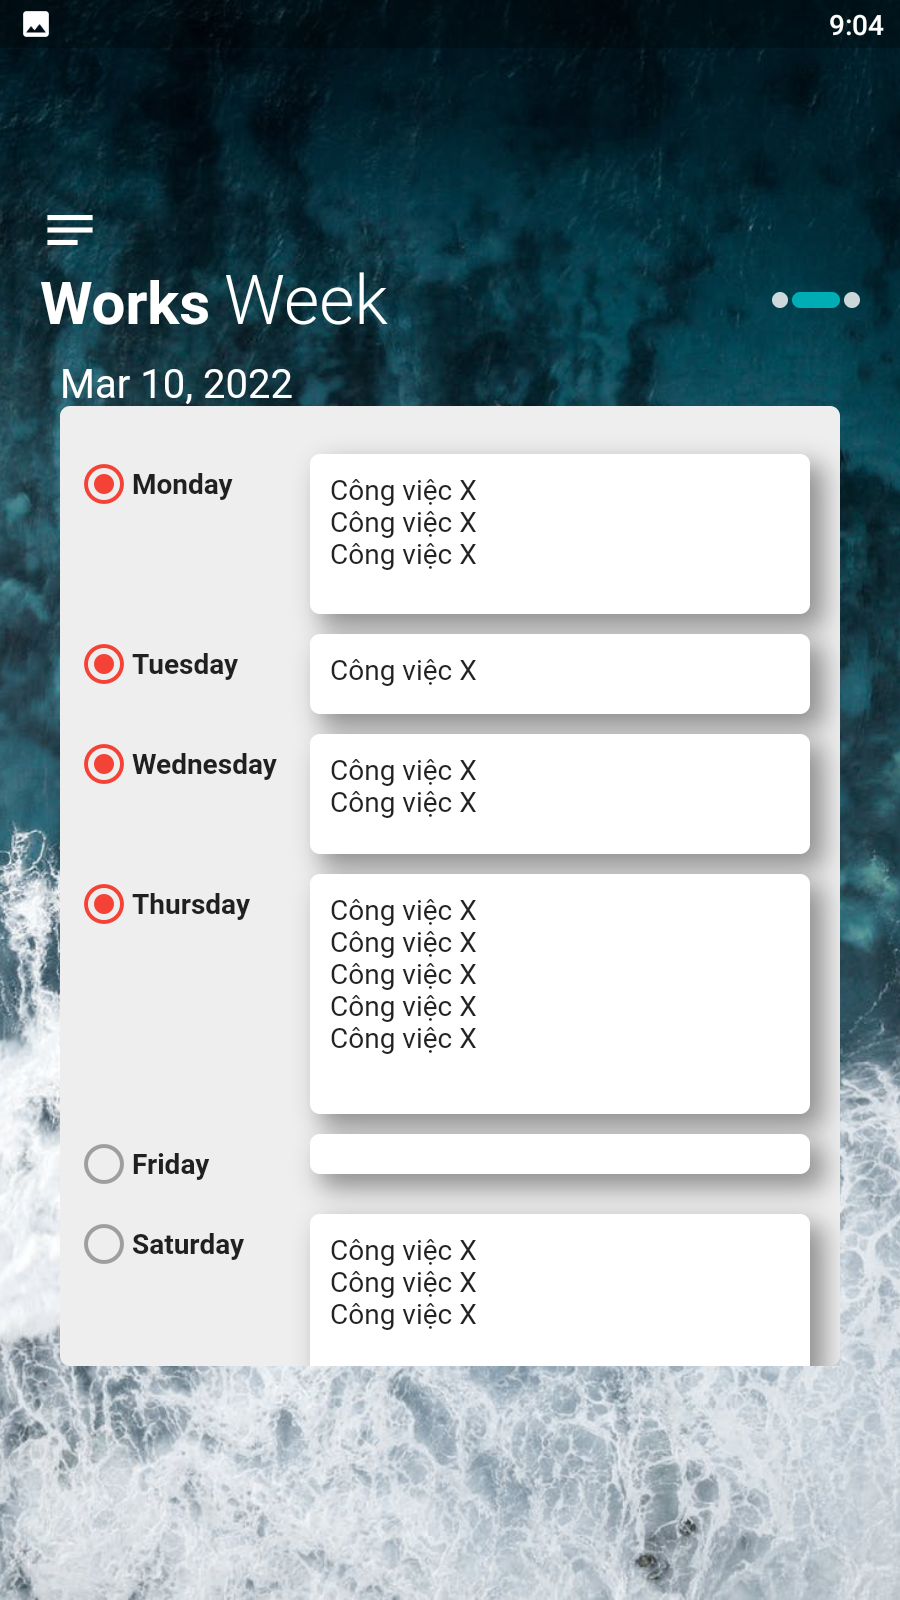 9:04
Works Week
Mar 10, 2022
Monday
Công việc X
Công việc X
Công việc X
Tuesday
Công việc X
Wednesday
Công việc X
Công việc X
Thursday
Công việc X
Công việc X
Công việc X
Công việc X
Công việc X
Friday
Saturday
Công việc X
Công việc X
Công việc X